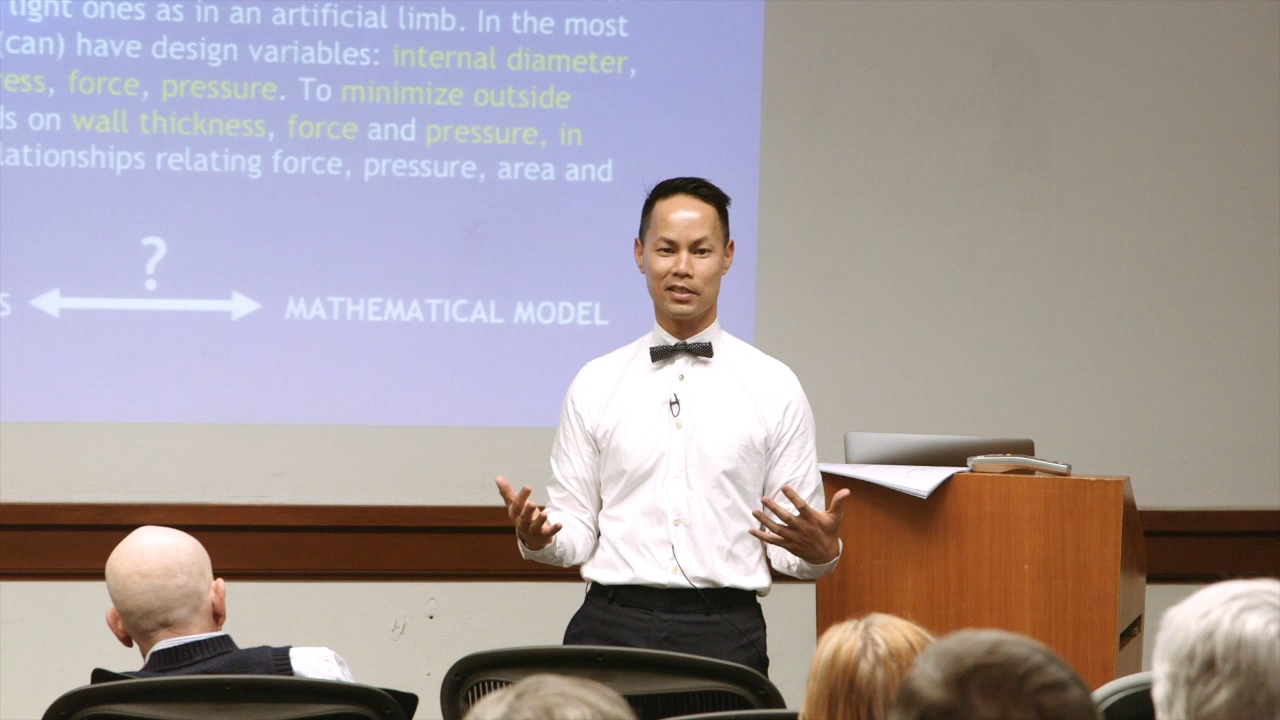 light ones as in an artificial limb. In the most
(can) have design variables: internal diameter,
ess, force, pressure. To minimize outside
ds on wall thickness, force and pressure, in
lationships relating force, pressure, area and
?
S MATHEMATICAL MODEL